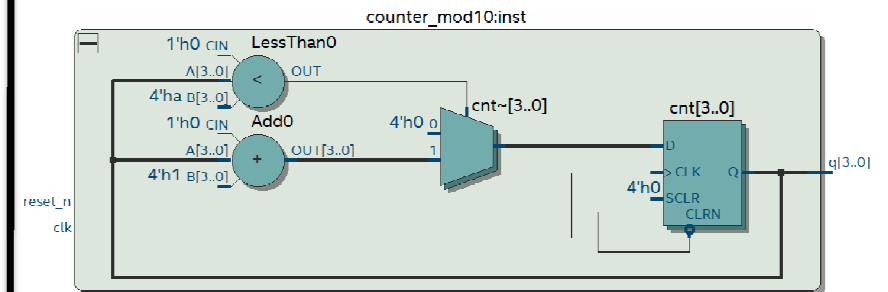 counter_mod10:inst
1'h0 CIN
LessThan0
A[3..0]
<
OUT
4'ha B[3..0]
cnt~[3..0]
cnt[3..0]
1'h0 CIN
Add0
4'h0 0
A[3..0]
+
OUT[3..0]
1
D
4'h1 B[3..0]
> CLK
Q
q[3..0]
4'h0
SCLR
reset_n
CLRN
clk